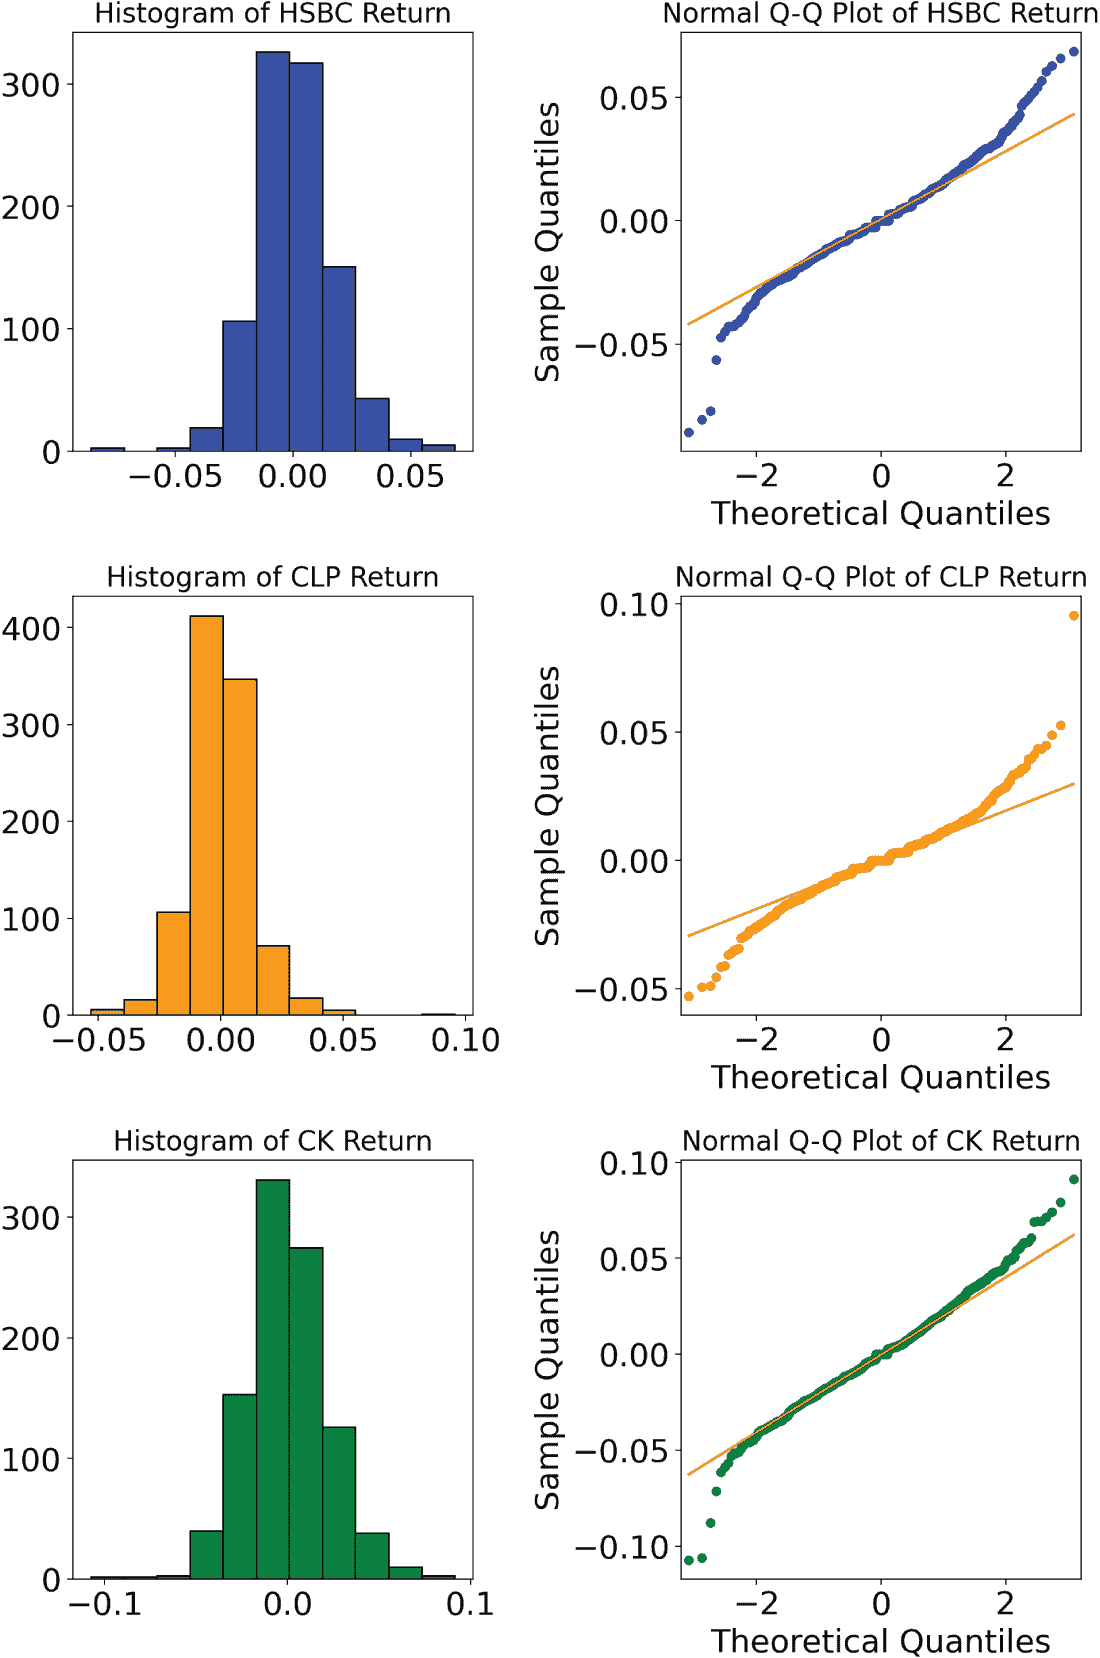 Histogram of HSBC Return
300
200
100
0
−0.05 0.00 0.05
Normal Q-Q Plot of HSBC Return
Sample Quantiles
0.05
0.00
−0.05
−2 0 2
Theoretical Quantiles
Histogram of CLP Return
400
300
200
100
0
−0.05 0.00 0.05 0.10
Normal Q-Q Plot of CLP Return
Sample Quantiles
0.10
0.05
0.00
−0.05
−2 0 2
Theoretical Quantiles
Histogram of CK Return
300
200
100
0
−0.1 0.0 0.1
Normal Q-Q Plot of CK Return
Sample Quantiles
0.10
0.05
0.00
−0.05
−0.10
−2 0 2
Theoretical Quantiles